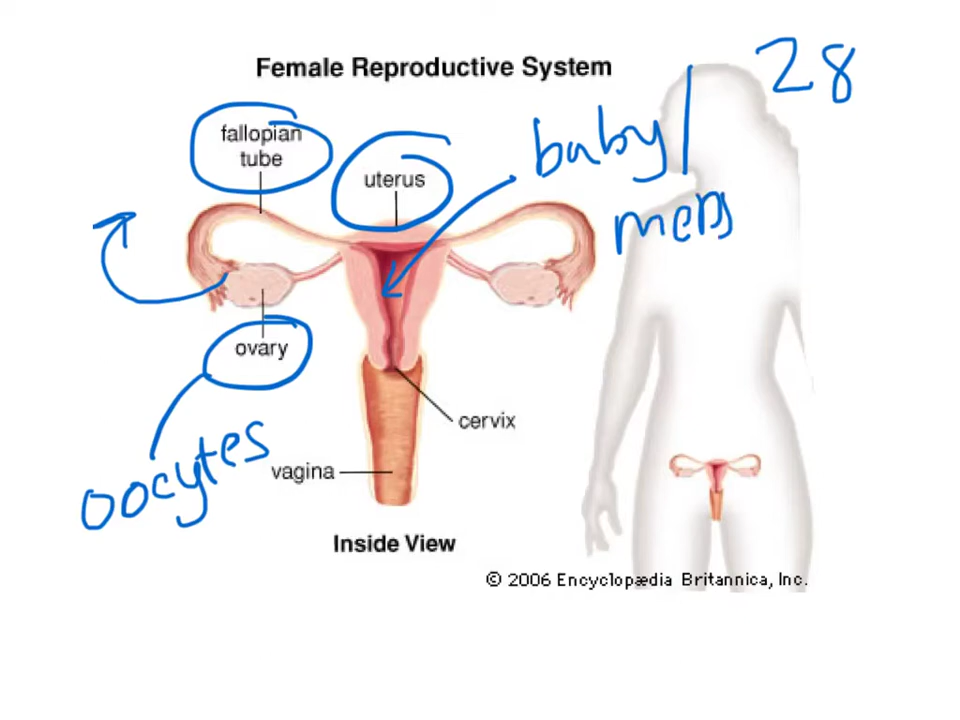 28
Female Reproductive System
fallopian
tube
uterus
baby/
mens
ovary
cervix
oocytes
vagina
Inside View
© 2006 Encyclopædia Britannica, Inc.